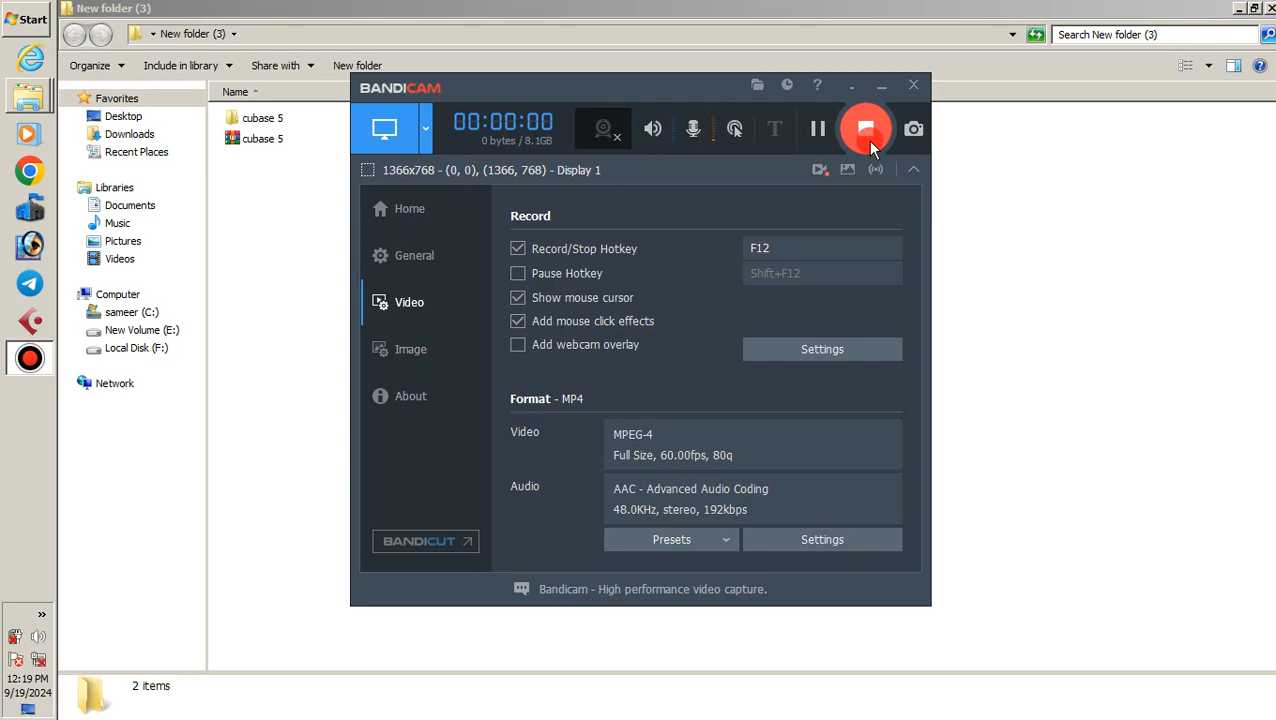 Start
New folder (3)
New folder (3)
Search New folder (3)
Organize
Include in library
Share with
New folder
Favorites
Desktop
Downloads
Recent Places
Libraries
Documents
Music
Pictures
Videos
Computer
sameer (C:)
New Volume (E:)
Local Disk (F:)
Network
Name
cubase 5
cubase 5
BANDICAM
00:00:00
0 bytes / 8.1GB
1366x768 - (0, 0), (1366, 768) - Display 1
Home
General
Video
Image
About
BANDICUT
Record
Record/Stop Hotkey
F12
Pause Hotkey
Shift+F12
Show mouse cursor
Add mouse click effects
Add webcam overlay
Settings
Format - MP4
Video
MPEG-4
Full Size, 60.00fps, 80q
Audio
AAC - Advanced Audio Coding
48.0KHz, stereo, 192kbps
Presets
Settings
Bandicam - High performance video capture.
12:19 PM
9/19/2024
2 items